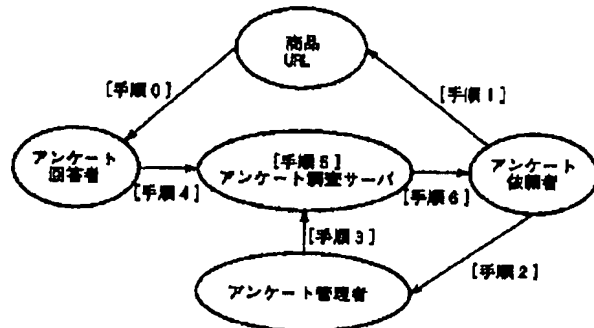 商品
URL
[手順0]
[手順1]
アンケート
回答者
[手順5]
アンケート調査サーバ
アンケート
依頼者
[手順4]
[手順6]
[手順3]
[手順2]
アンケート管理者